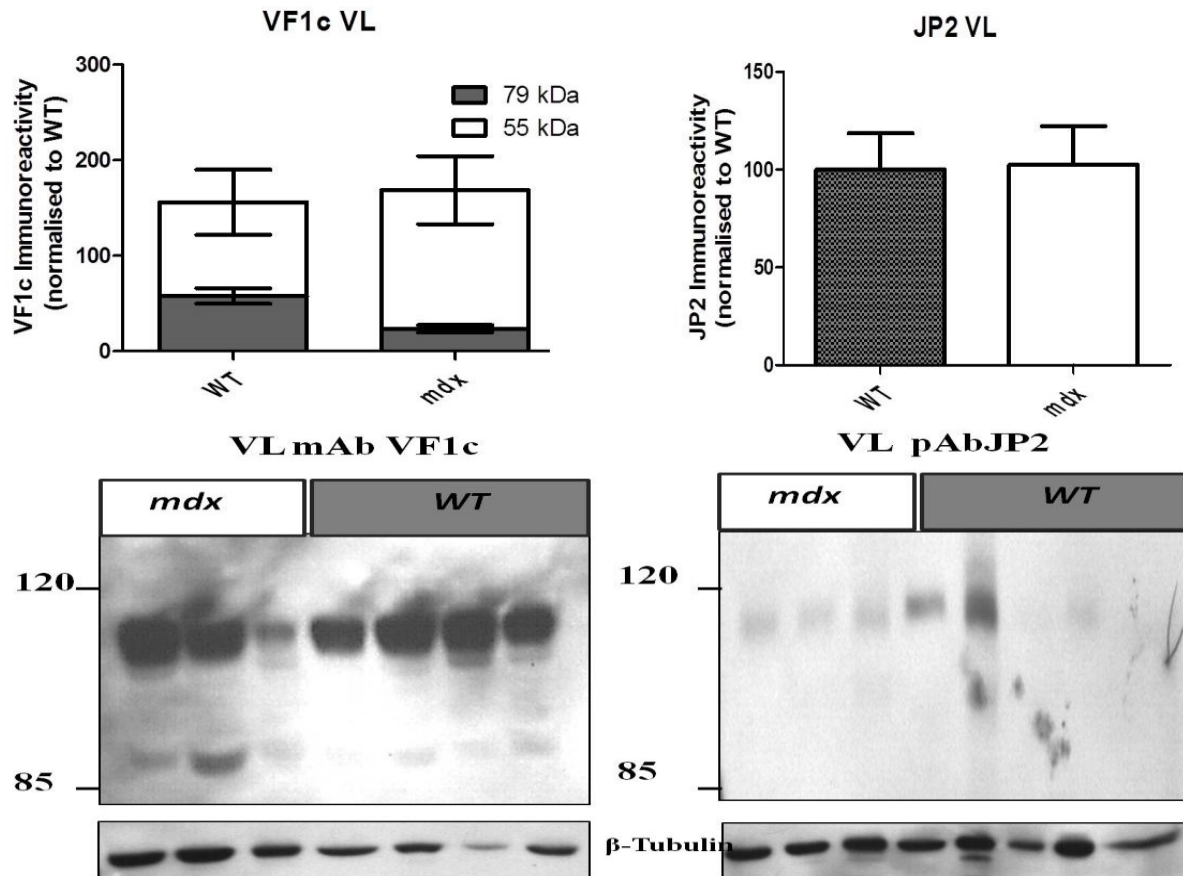 VF1c VL
VF1c Immunoreactivity
(normalised to WT)
300
200
100
0
79 kDa
55 kDa
WT
mdx
JP2 VL
JP2 Immunoreactivity
(normalised to WT)
150
100
50
0
WT
mdx
VL mAb VF1c
mdx
WT
120
85
VL pAbJP2
mdx
WT
120
85
β-Tubulin